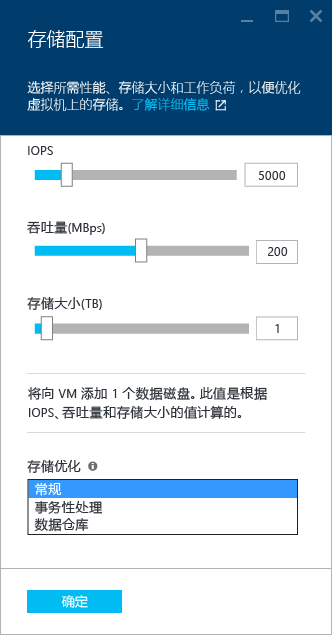 存储配置
选择所需性能、存储大小和工作负荷，以便优化
虚拟机上的存储。了解详细信息
IOPS
5000
吞吐量(MBps)
200
存储大小(TB)
1
将向 VM 添加 1 个数据磁盘。此值是根据
IOPS、吞吐量和存储大小的值计算的。
存储优化
常规
事务性处理
数据仓库
确定